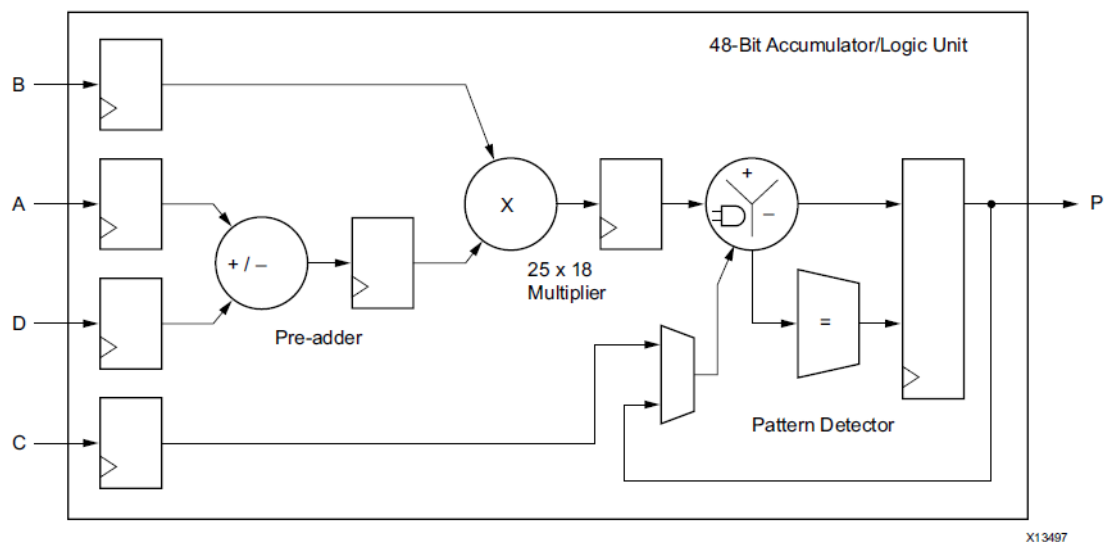 48-Bit Accumulator/Logic Unit
B
A
+
–
X
P
+ / –
25 x 18
Multiplier
D
=
Pre-adder
Pattern Detector
C
X13497